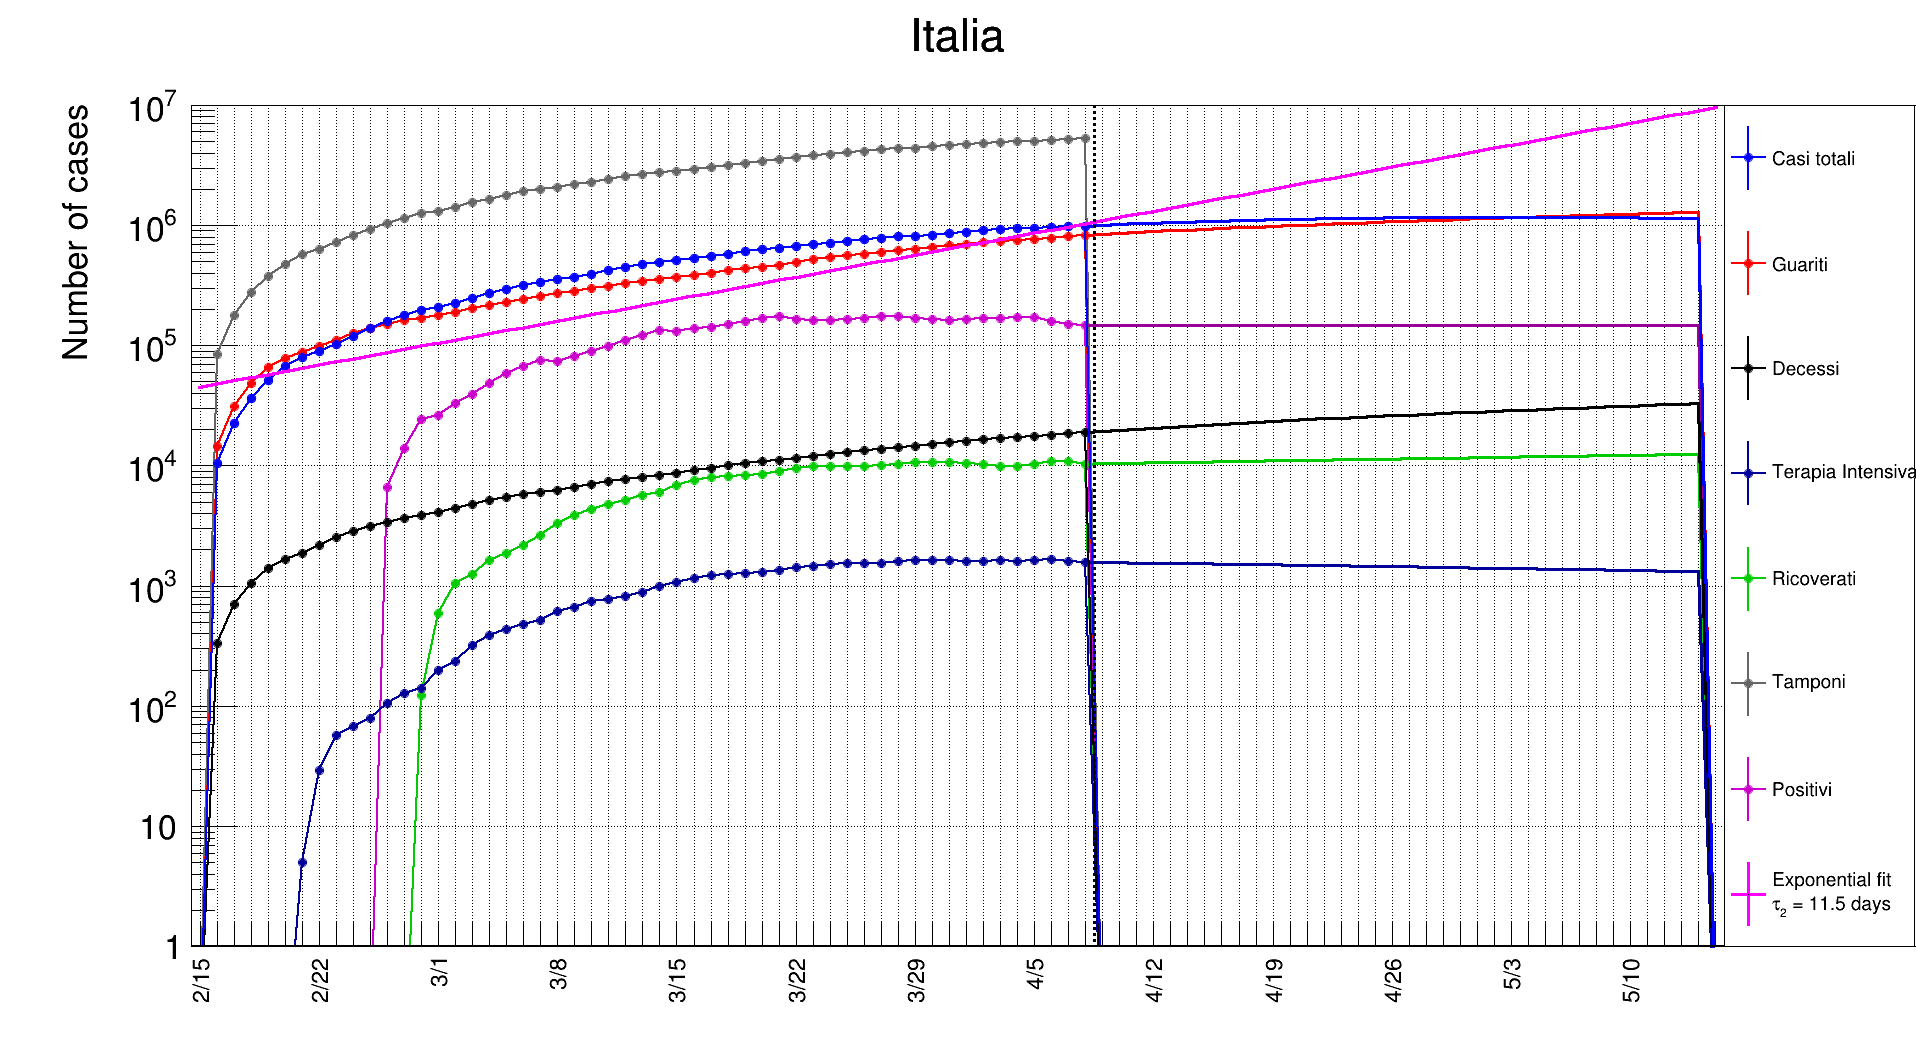 Italia
Number of cases
10^7
10^6
10^5
10^4
10^3
10^2
10
1
2/15
2/22
3/1
3/8
3/15
3/22
3/29
4/5
4/12
4/19
4/26
5/3
5/10
Casi totali
Guariti
Decessi
Terapia Intensiva
Ricoverati
Tamponi
Positivi
Exponential fit
τ₂ = 11.5 days